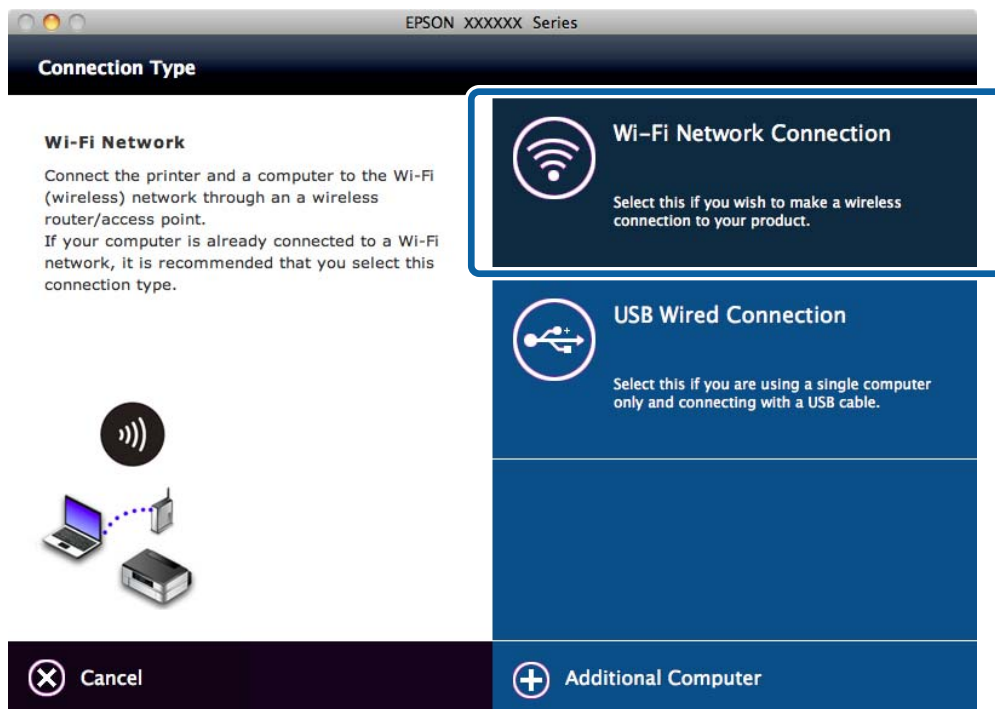 EPSON XXXXXX Series
Connection Type
Wi-Fi Network
Connect the printer and a computer to the Wi-Fi
(wireless) network through an a wireless
router/access point.
If your computer is already connected to a Wi-Fi
network, it is recommended that you select this
connection type.
Wi-Fi Network Connection
Select this if you wish to make a wireless
connection to your product.
USB Wired Connection
Select this if you are using a single computer
only and connecting with a USB cable.
Cancel
Additional Computer